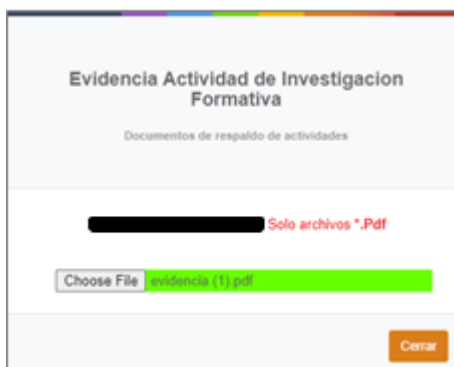 Evidencia Actividad de Investigacion
Formativa
Documentos de respaldo de actividades
Solo archivos *.Pdf
Choose File evidencia (1).pdf
Cerrar